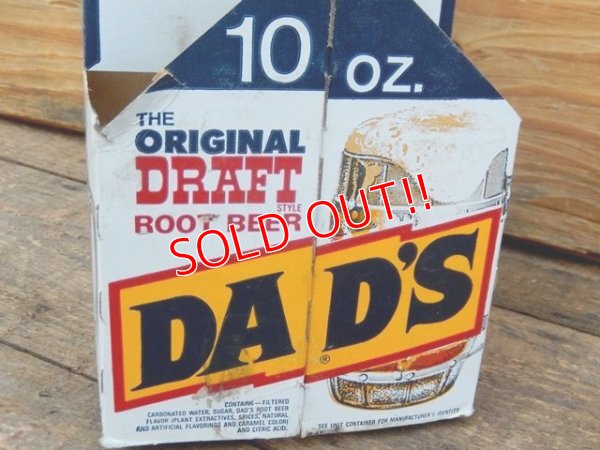 10 OZ.
THE
ORIGINAL
DRAFT
STYLE
ROOT BEER
SOLD OUT!!
DAD'S
®
CONTAINS—FILTERED
CARBONATED WATER, SUGAR, DAD'S ROOT BEER
FLAVOR (PLANT EXTRACTIVES, SPICES, NATURAL
AND ARTIFICIAL FLAVORINGS AND CARAMEL COLOR)
AND CITRIC ACID.
SEE UNIT CONTAINER FOR MANUFACTURER'S IDENTITY